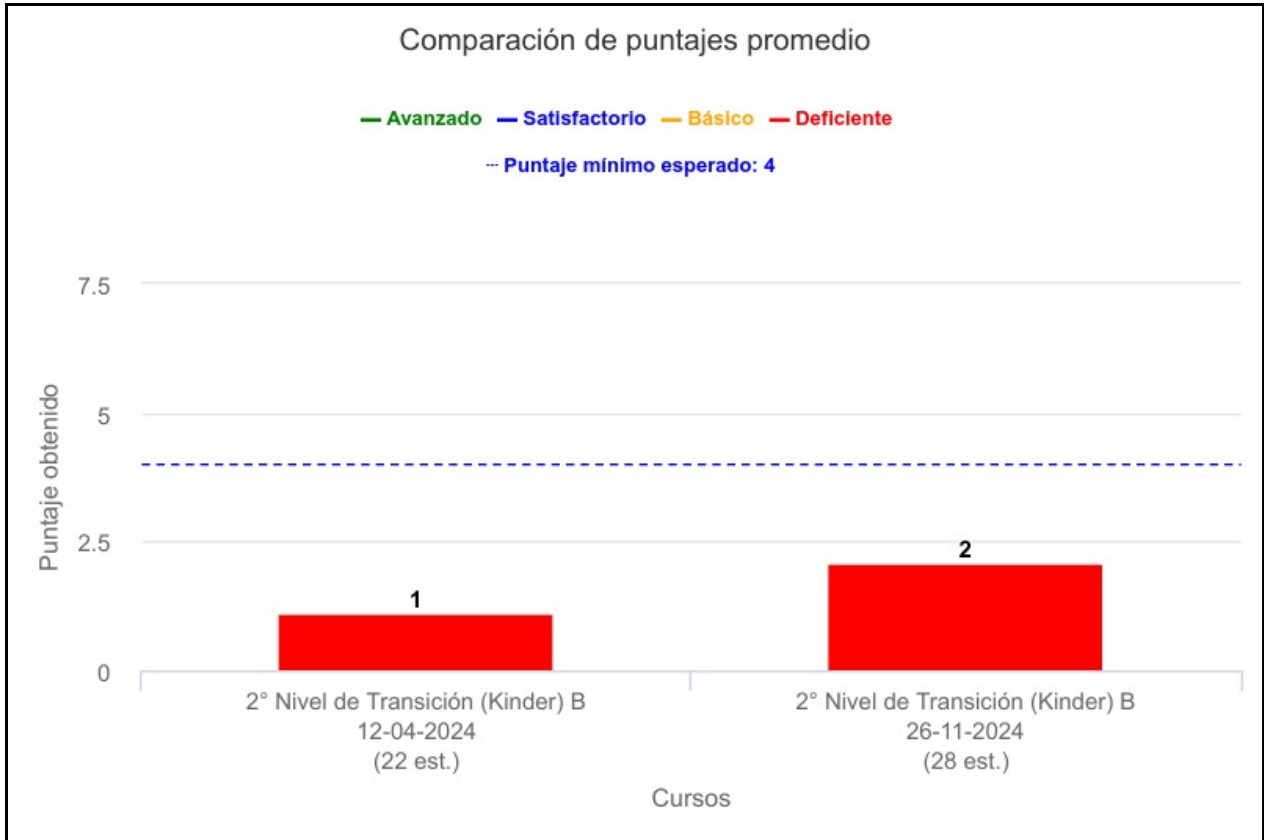 Comparación de puntajes promedio
Avanzado Satisfactorio Básico Deficiente
Puntaje mínimo esperado: 4
7.5
5
2.5
0
Puntaje obtenido
1
2
2° Nivel de Transición (Kinder) B
12-04-2024
(22 est.)
2° Nivel de Transición (Kinder) B
26-11-2024
(28 est.)
Cursos